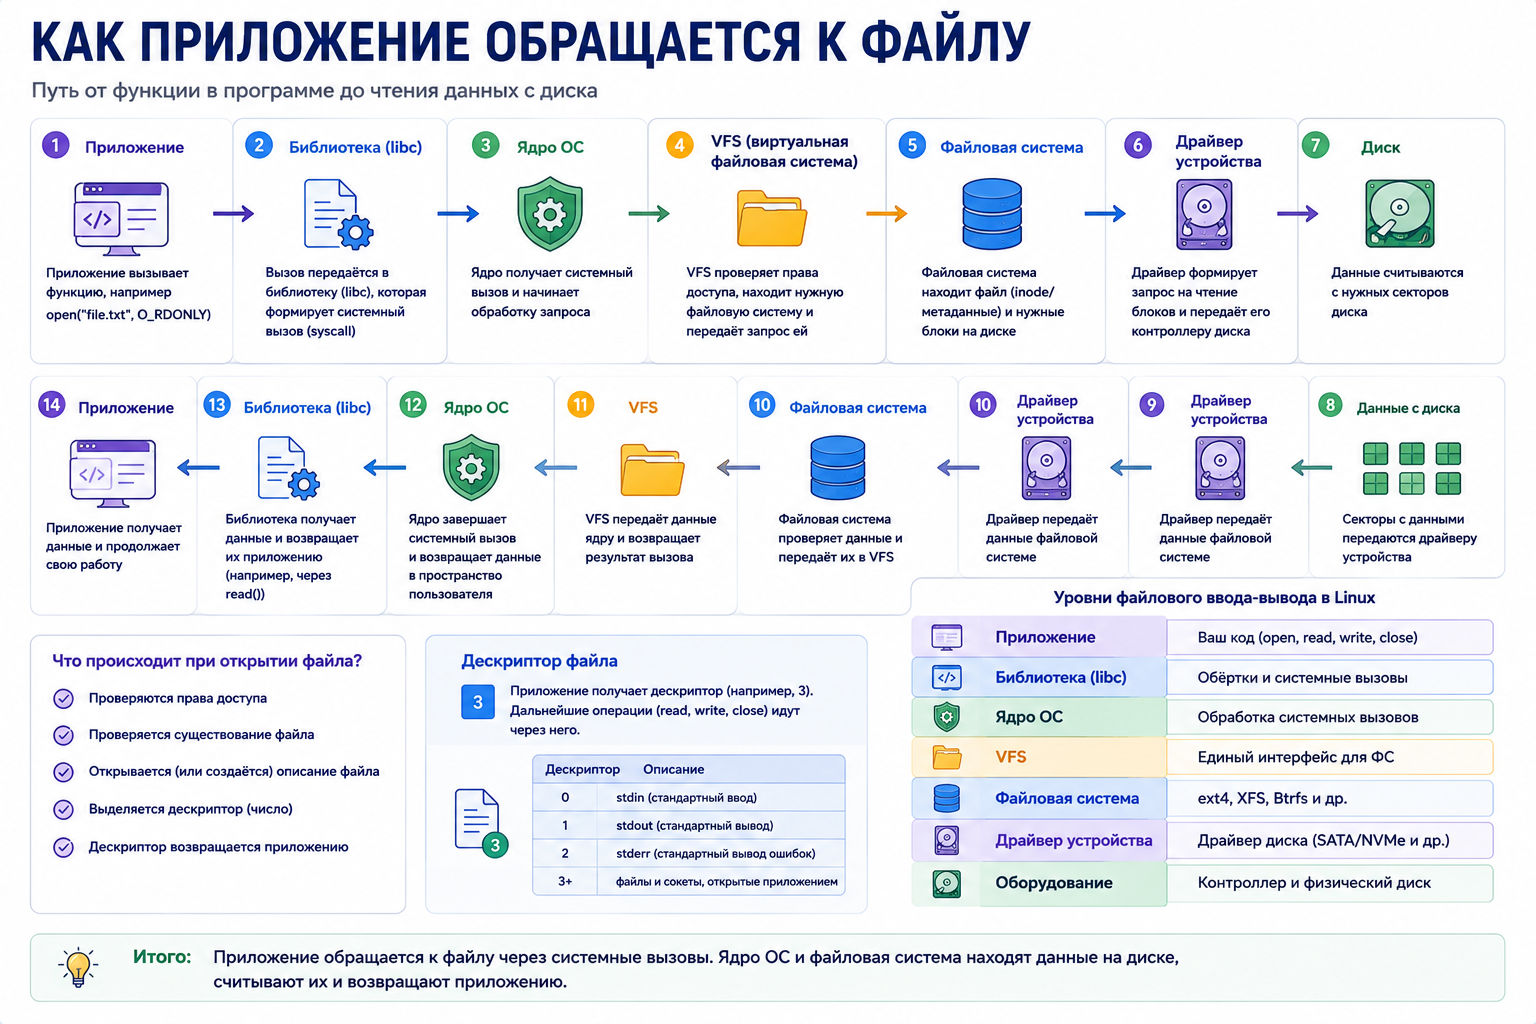 КАК ПРИЛОЖЕНИЕ ОБРАЩАЕТСЯ К ФАЙЛУ
Путь от функции в программе до чтения данных с диска
1
Приложение
Приложение вызывает
функцию, например
open("file.txt", O_RDONLY)
2
Библиотека (libc)
Вызов передаётся в
библиотеку (libc), которая
формирует системный
вызов (syscall)
3
Ядро ОС
Ядро получает системный
вызов и начинает
обработку запроса
4
VFS (виртуальная
файловая система)
VFS проверяет права
доступа, находит нужную
файловую систему и
передаёт запрос ей
5
Файловая система
Файловая система
находит файл (inode/
метаданные) и нужные
блоки на диске
6
Драйвер
устройства
Драйвер формирует
запрос на чтение
блоков и передаёт его
контроллеру диска
7
Диск
Данные считываются
с нужных секторов
диска
14
Приложение
Приложение получает
данные и продолжает
свою работу
13
Библиотека (libc)
Библиотека получает
данные и возвращает
их приложению
(например, через
read())
12
Ядро ОС
Ядро завершает
системный вызов
и возвращает данные
в пространство
пользователя
11
VFS
VFS передаёт данные
ядру и возвращает
результат вызова
10
Файловая система
Файловая система
проверяет данные и
передаёт их в VFS
10
Драйвер
устройства
Драйвер передаёт
данные файловой
системе
9
Драйвер
устройства
Драйвер передаёт
данные файловой
системе
8
Данные с диска
Секторы с данными
передаются драйверу
устройства
Что происходит при открытии файла?
Проверяются права доступа
Проверяется существование файла
Открывается (или создаётся) описание файла
Выделяется дескриптор (число)
Дескриптор возвращается приложению
Дескриптор файла
3
Приложение получает дескриптор (например, 3).
Дальнейшие операции (read, write, close) идут
через него.
3
Дескриптор Описание
0 stdin (стандартный ввод)
1 stdout (стандартный вывод)
2 stderr (стандартный вывод ошибок)
3+ файлы и сокеты, открытые приложением
Уровни файлового ввода-вывода в Linux
Приложение Ваш код (open, read, write, close)
Библиотека (libc) Обёртки и системные вызовы
Ядро ОС Обработка системных вызовов
VFS Единый интерфейс для ФС
Файловая система ext4, XFS, Btrfs и др.
Драйвер устройства Драйвер диска (SATA/NVMe и др.)
Оборудование Контроллер и физический диск
Итого: Приложение обращается к файлу через системные вызовы. Ядро ОС и файловая система находят данные на диске,
считывают их и возвращают приложению.